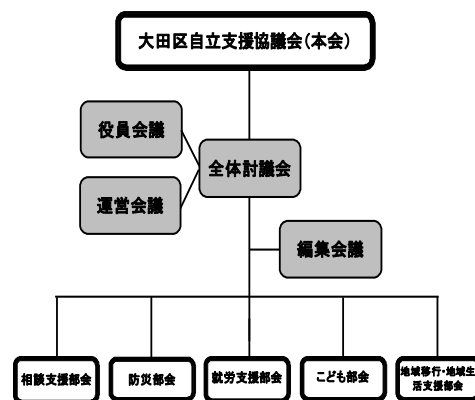 大田区自立支援協議会（本会）
役員会議
全体討議会
運営会議
編集会議
相談支援部会
防災部会
就労支援部会
こども部会
地域移行・地域生
活支援部会